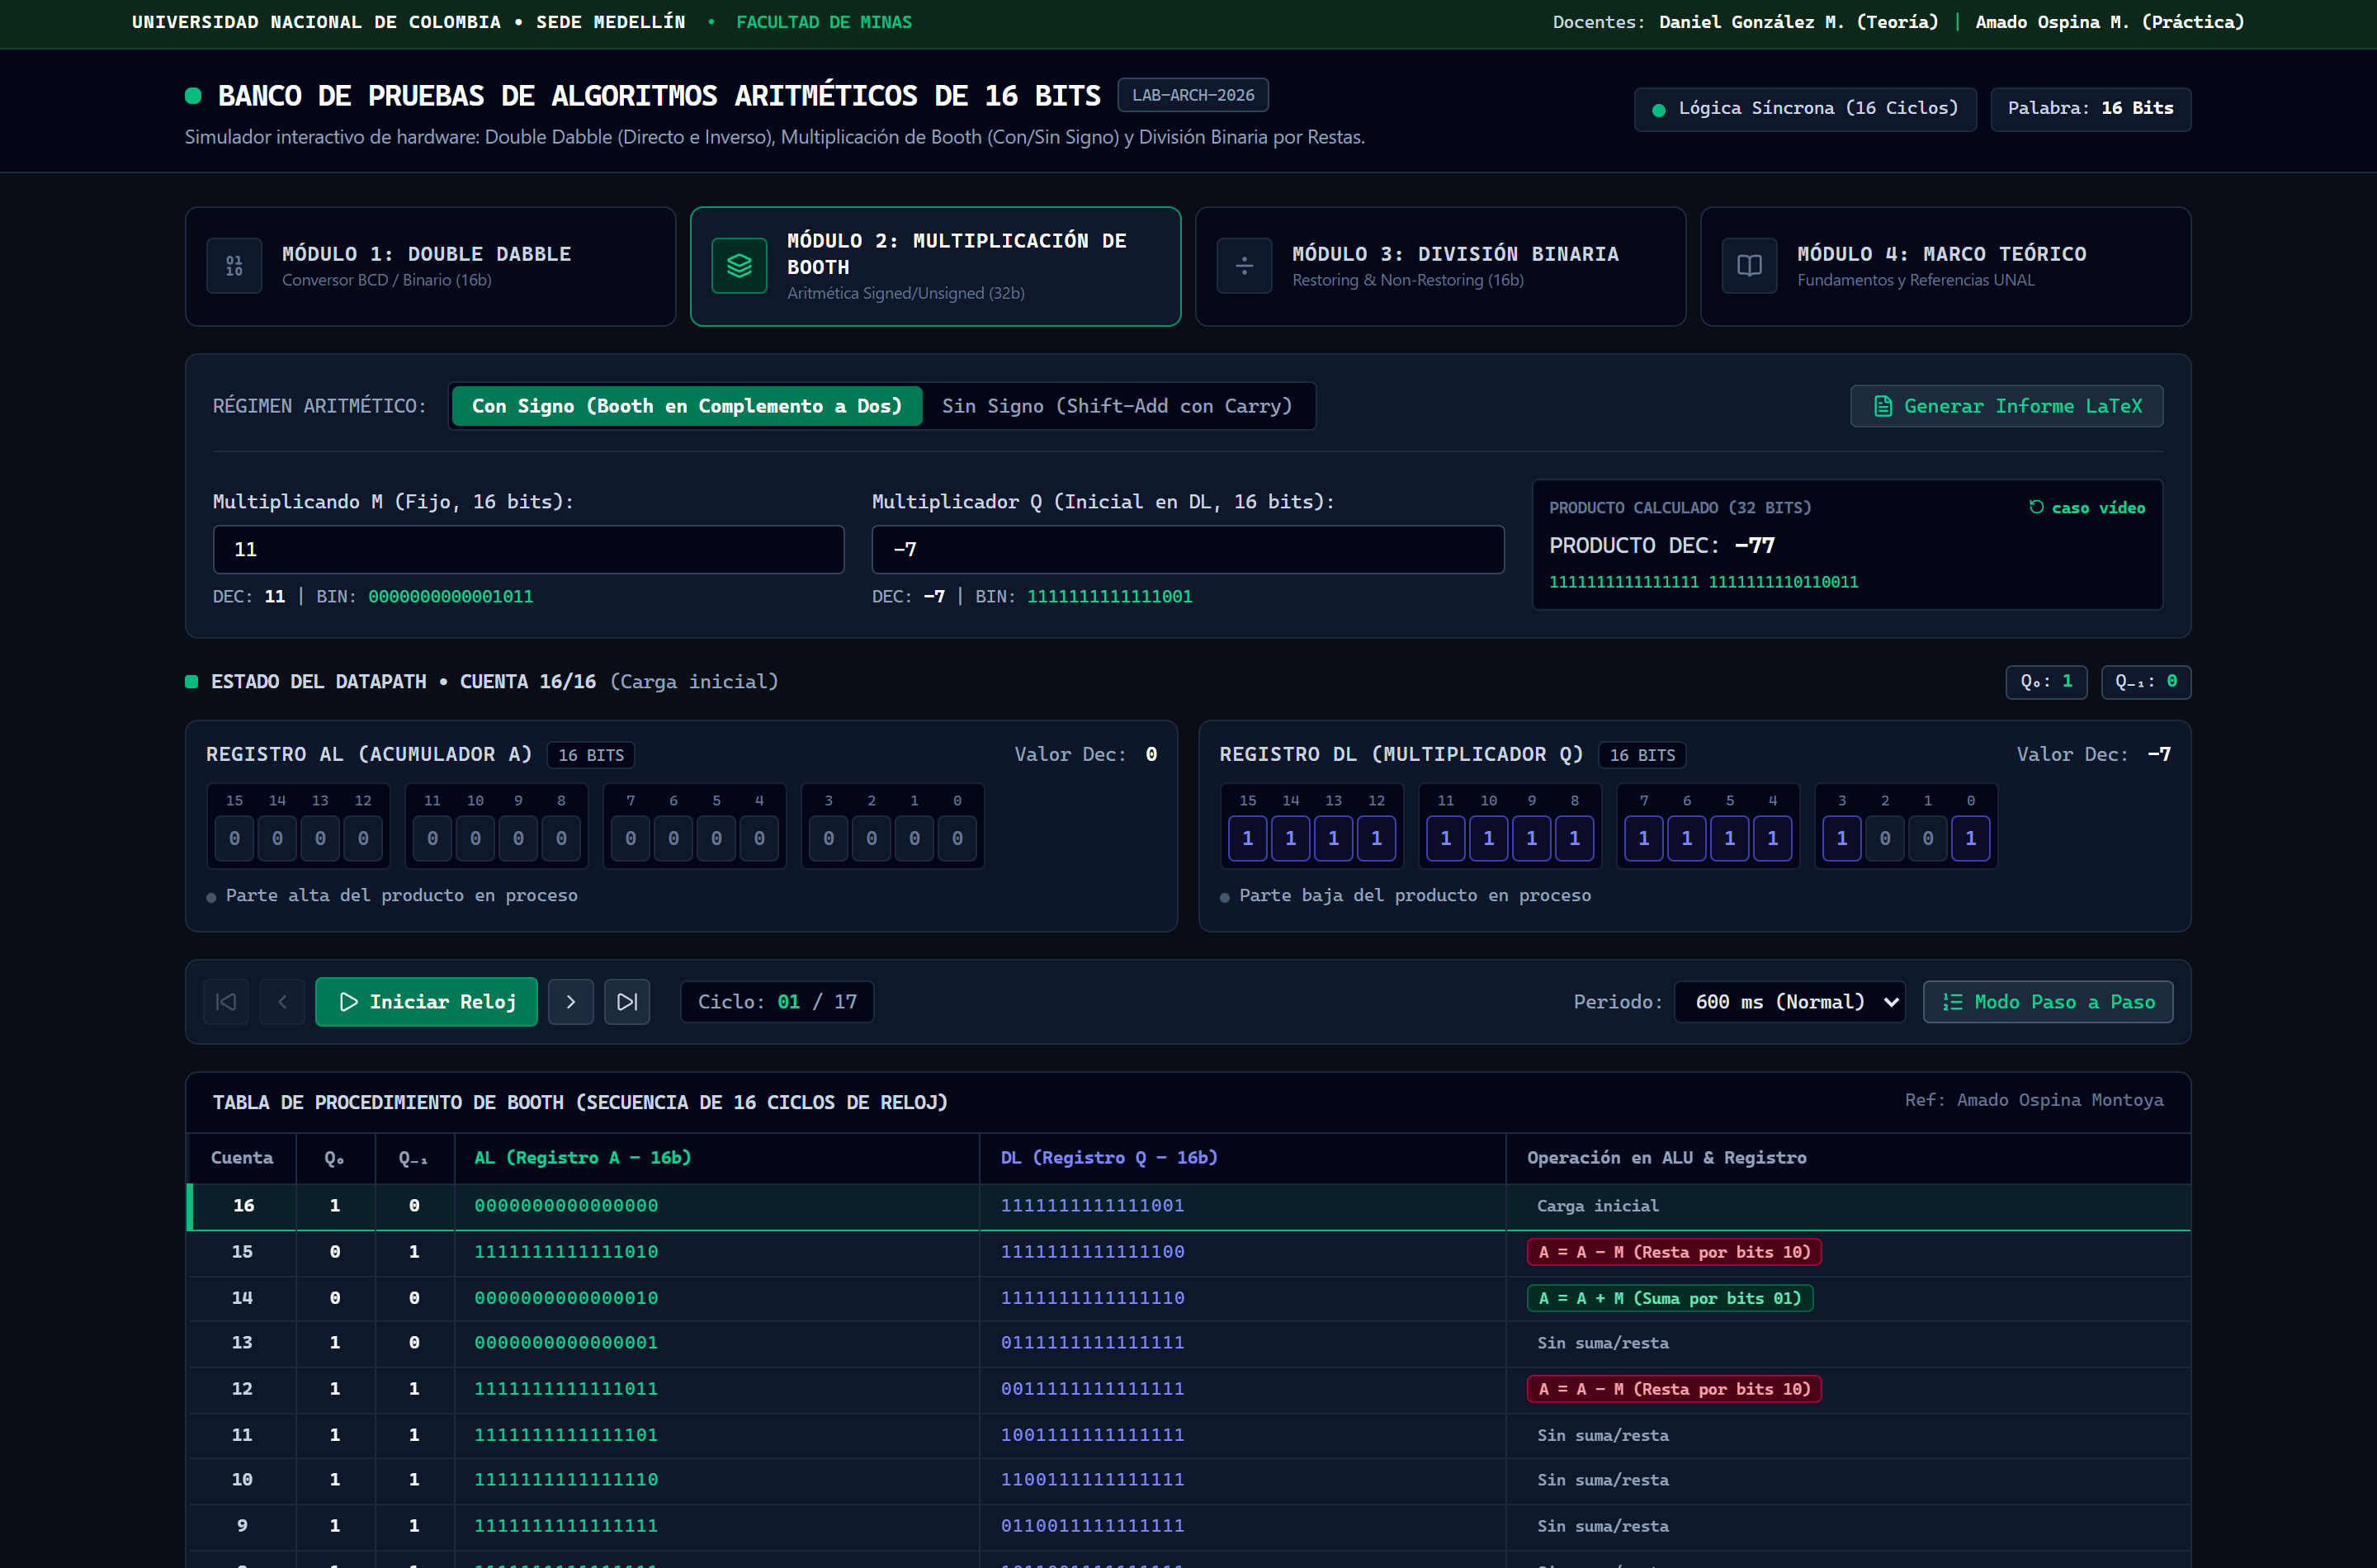 UNIVERSIDAD NACIONAL DE COLOMBIA • SEDE MEDELLÍN • FACULTAD DE MINAS
Docentes: Daniel González M. (Teoría) | Amado Ospina M. (Práctica)
BANCO DE PRUEBAS DE ALGORITMOS ARITMÉTICOS DE 16 BITS LAB-ARCH-2026
Simulador interactivo de hardware: Double Dabble (Directo e Inverso), Multiplicación de Booth (Con/Sin Signo) y División Binaria por Restas.
Lógica Síncrona (16 Ciclos)
Palabra: 16 Bits
01
10
MÓDULO 1: DOUBLE DABBLE
Conversor BCD / Binario (16b)
MÓDULO 2: MULTIPLICACIÓN DE
BOOTH
Aritmética Signed/Unsigned (32b)
MÓDULO 3: DIVISIÓN BINARIA
Restoring & Non-Restoring (16b)
MÓDULO 4: MARCO TEÓRICO
Fundamentos y Referencias UNAL
RÉGIMEN ARITMÉTICO: Con Signo (Booth en Complemento a Dos) Sin Signo (Shift-Add con Carry)
Generar Informe LaTeX
Multiplicando M (Fijo, 16 bits):
11
DEC: 11 | BIN: 0000000000001011
Multiplicador Q (Inicial en DL, 16 bits):
-7
DEC: -7 | BIN: 1111111111111001
PRODUCTO CALCULADO (32 BITS) caso vídeo
PRODUCTO DEC: -77
1111111111111111 1111111110110011
ESTADO DEL DATAPATH • CUENTA 16/16 (Carga inicial)
Q₀: 1
Q₋₁: 0
REGISTRO AL (ACUMULADOR A) 16 BITS Valor Dec: 0
15 14 13 12 11 10 9 8 7 6 5 4 3 2 1 0
0 0 0 0 0 0 0 0 0 0 0 0 0 0 0 0
Parte alta del producto en proceso
REGISTRO DL (MULTIPLICADOR Q) 16 BITS Valor Dec: -7
15 14 13 12 11 10 9 8 7 6 5 4 3 2 1 0
1 1 1 1 1 1 1 1 1 1 1 1 1 0 0 1
Parte baja del producto en proceso
Iniciar Reloj
Ciclo: 01 / 17
Periodo: 600 ms (Normal)
Modo Paso a Paso
TABLA DE PROCEDIMIENTO DE BOOTH (SECUENCIA DE 16 CICLOS DE RELOJ)
Ref: Amado Ospina Montoya
Cuenta Q₀ Q₋₁ AL (Registro A - 16b) DL (Registro Q - 16b) Operación en ALU & Registro
16 1 0 0000000000000000 1111111111111001 Carga inicial
15 0 1 1111111111111010 1111111111111100 A = A - M (Resta por bits 10)
14 0 0 0000000000000010 1111111111111110 A = A + M (Suma por bits 01)
13 1 0 0000000000000001 0111111111111111 Sin suma/resta
12 1 1 1111111111111011 0011111111111111 A = A - M (Resta por bits 10)
11 1 1 1111111111111101 1001111111111111 Sin suma/resta
10 1 1 1111111111111110 1100111111111111 Sin suma/resta
9 1 1 1111111111111111 0110011111111111 Sin suma/resta